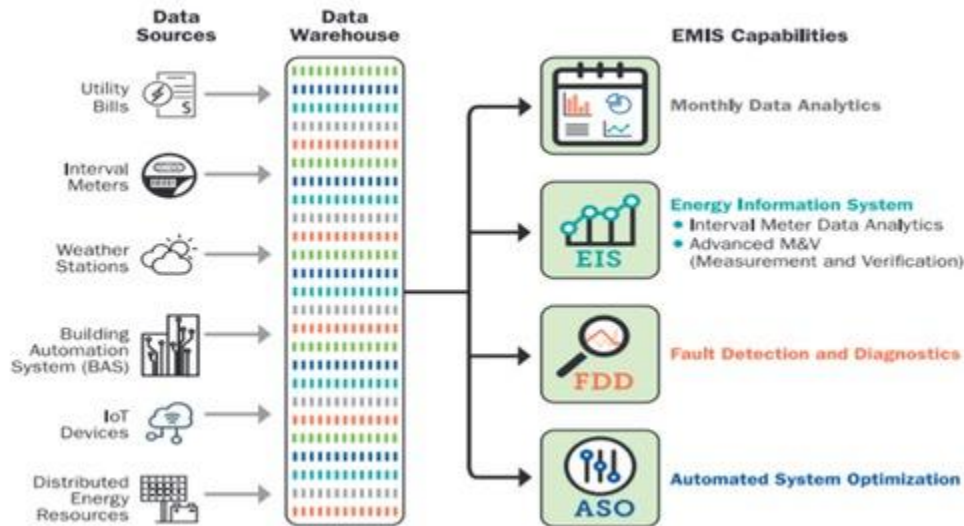 Data
Sources
Data
Warehouse
EMIS Capabilities
Utility
Bills
$
Interval
Meters
Weather
Stations
Building
Automation
System (BAS)
IoT
Devices
Distributed
Energy
Resources
Monthly Data Analytics
EIS
Energy Information System
• Interval Meter Data Analytics
• Advanced M&V
(Measurement and Verification)
FDD
Fault Detection and Diagnostics
ASO
Automated System Optimization